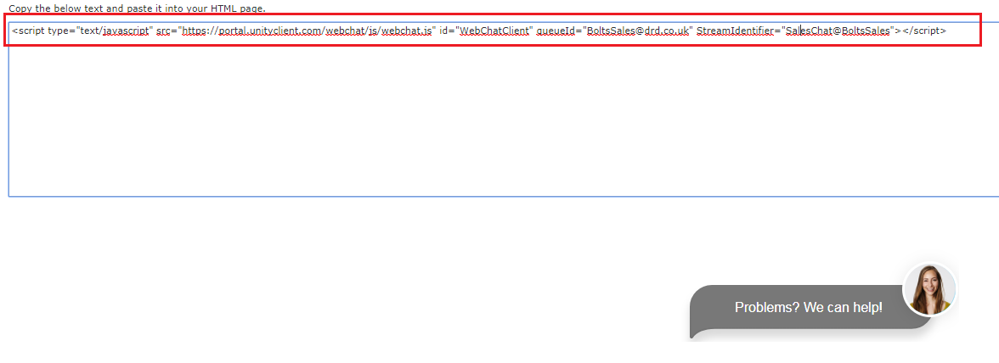 Copy the below text and paste it into your HTML page.
<script type="text/javascript" src="https://portal.unityclient.com/webchat/js/webchat.js" id="WebChatClient" queueId="BoltsSales@drd.co.uk" StreamIdentifier="SalesChat@BoltsSales"></script>
Problems? We can help!